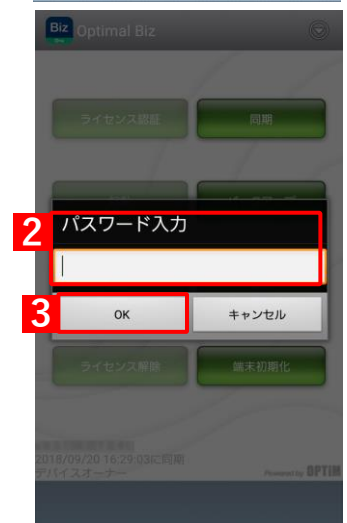 Biz Optimal Biz
ライセンス認証
同期
2
パスワード入力
3
OK
キャンセル
ライセンス解除
端末初期化
2018/09/20 16:29:03に同期
デバイスオーナー
Powered by OPTiM